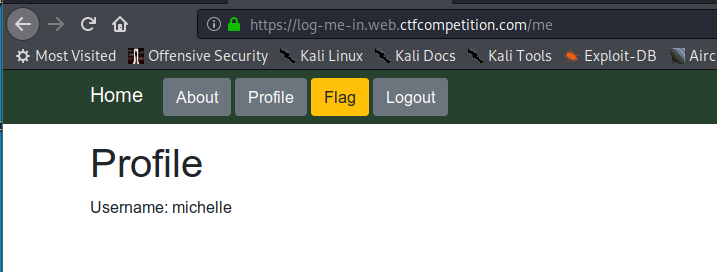 https://log-me-in.web.ctfcompetition.com/me
Most Visited Offensive Security Kali Linux Kali Docs Kali Tools Exploit-DB Airc
Home About Profile Flag Logout
Profile
Username: michelle